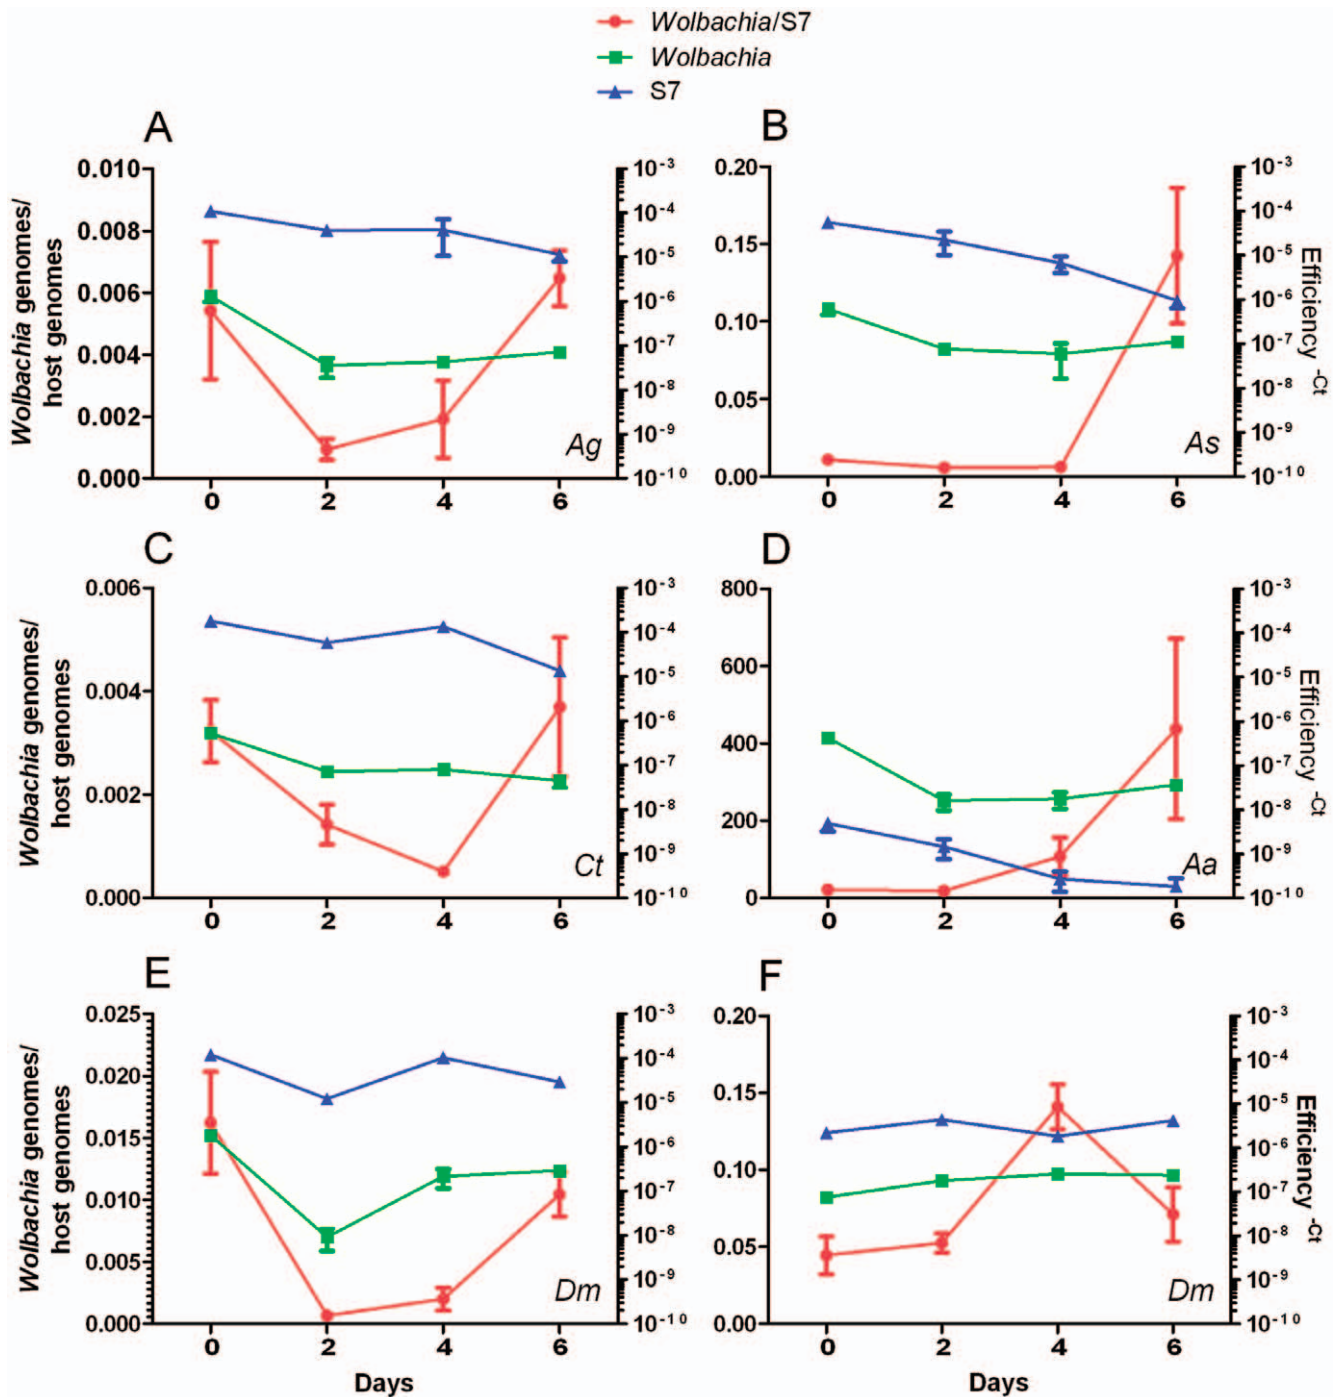 Wolbachia/S7
Wolbachia
S7
A
B
0.010
0.008
0.006
0.004
0.002
0.000
Wolbachia genomes/
host genomes
10-3
10-4
10-5
10-6
10-7
10-8
10-9
10-10
Ag
0 2 4 6
0.20
0.15
0.10
0.05
0.00
10-3
10-4
10-5
10-6
10-7
10-8
10-9
10-10
Efficiency -Ct
As
0 2 4 6
C
D
0.006
0.004
0.002
0.000
Wolbachia genomes/
host genomes
10-3
10-4
10-5
10-6
10-7
10-8
10-9
10-10
Ct
0 2 4 6
800
600
400
200
0
10-3
10-4
10-5
10-6
10-7
10-8
10-9
10-10
Efficiency -Ct
Aa
0 2 4 6
E
F
0.025
0.020
0.015
0.010
0.005
0.000
Wolbachia genomes/
host genomes
10-3
10-4
10-5
10-6
10-7
10-8
10-9
10-10
Dm
0 2 4 6
Days
0.20
0.15
0.10
0.05
0.00
10-3
10-4
10-5
10-6
10-7
10-8
10-9
10-10
Efficiency -Ct
Dm
0 2 4 6
Days